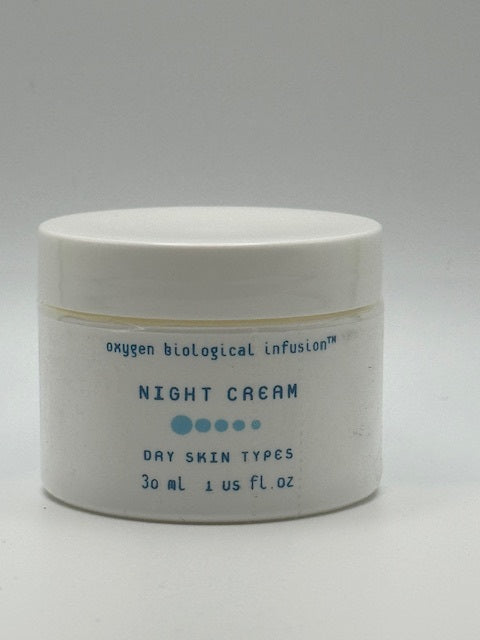 oxygen biological infusion™
NIGHT CREAM
DRY SKIN TYPES
30 ml 1 US fl.oz